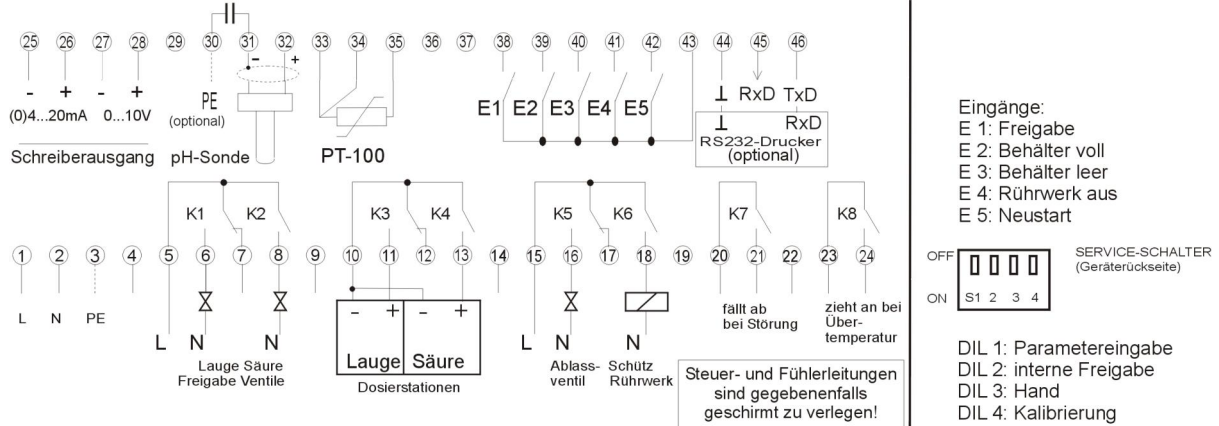 25 26 27 28 29 30 31 32 33 34 35 36 37 38 39 40 41 42 43 44 45 46
- + - + - +
(0)4...20mA 0...10V
PE
(optional)
E1 E2 E3 E4 E5
⊥ RxD TxD
⊥ RxD
RS232-Drucker
(optional)
Schreiberausgang pH-Sonde PT-100
K1 K2 K3 K4 K5 K6 K7 K8
1 2 3 4 5 6 7 8 9 10 11 12 13 14 15 16 17 18 19 20 21 22 23 24
L N PE
L N N
Lauge Säure
Freigabe Ventile
- + - +
Lauge Säure
Dosierstationen
L N N
Ablass-
ventil
Schütz
Rührwerk
fällt ab
bei Störung
zieht an bei
Über-
temperatur
Steuer- und Fühlerleitungen
sind gegebenenfalls
geschirmt zu verlegen!
Eingänge:
E 1: Freigabe
E 2: Behälter voll
E 3: Behälter leer
E 4: Rührwerk aus
E 5: Neustart
OFF
ON
S1 2 3 4
SERVICE-SCHALTER
(Geräterückseite)
DIL 1: Parametereingabe
DIL 2: interne Freigabe
DIL 3: Hand
DIL 4: Kalibrierung